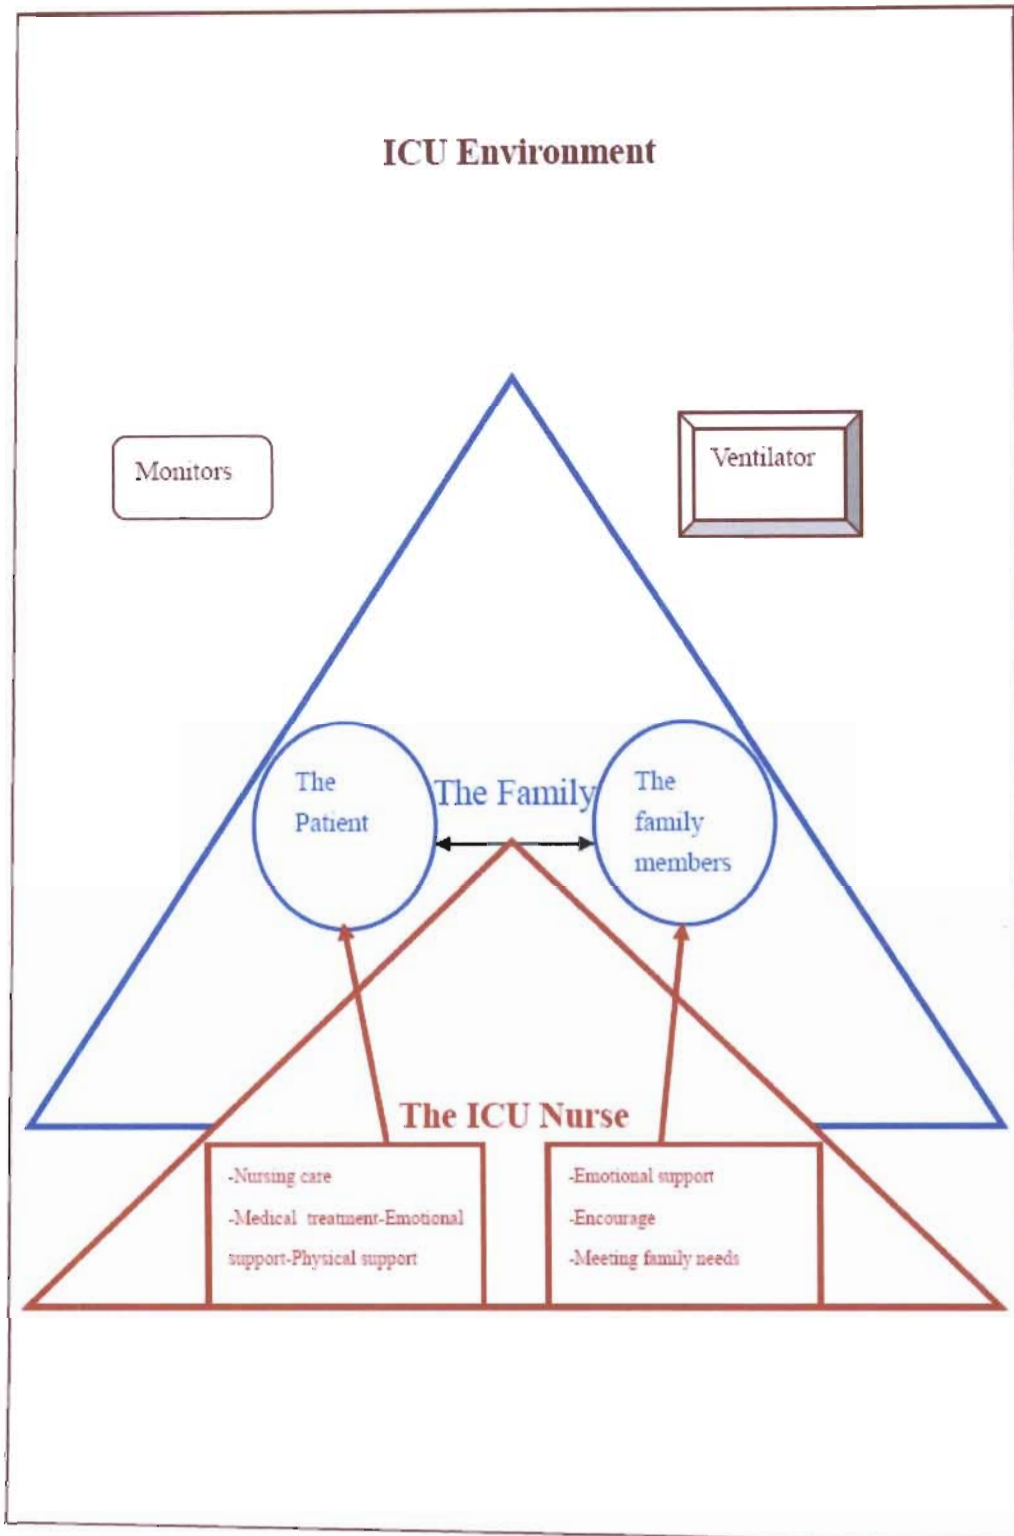 ICU Environment
Monitors
Ventilator
The
Patient
The Family
The
family
members
The ICU Nurse
-Nursing care
-Medical treatment-Emotional
support-Physical support
-Emotional support
-Encourage
-Meeting family needs